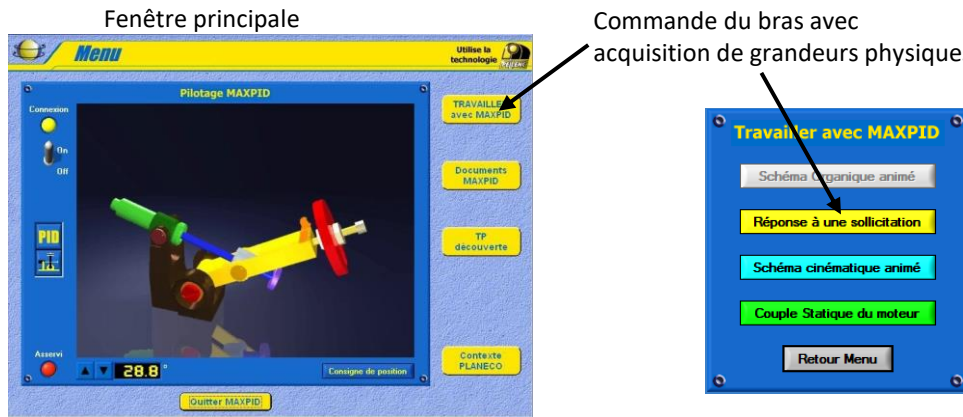 Fenêtre principale
Commande du bras avec
acquisition de grandeurs physique
Menu
Utilise la
technologie
Pilotage MAXPID
Connexion
On
Off
PID
Asservi
28.8 °
Consigne de position
TRAVAILLER
avec MAXPID
Documents
MAXPID
TP
découverte
Contexte
PLANECO
Quitter MAXPID
Travailler avec MAXPID
Schéma Organique animé
Réponse à une sollicitation
Schéma cinématique animé
Couple Statique du moteur
Retour Menu